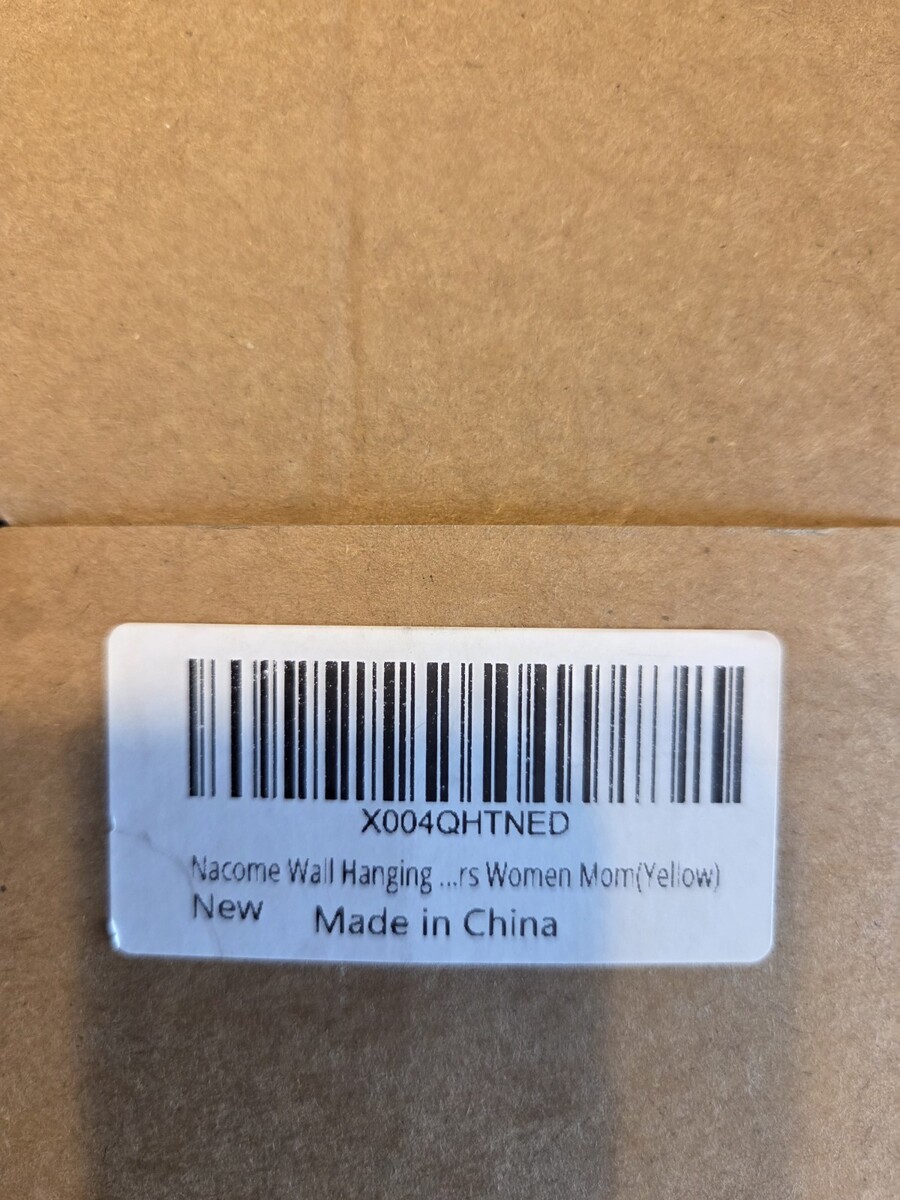 X004QHTNED
Nacome Wall Hanging ...rs Women Mom(Yellow)
New
Made in China